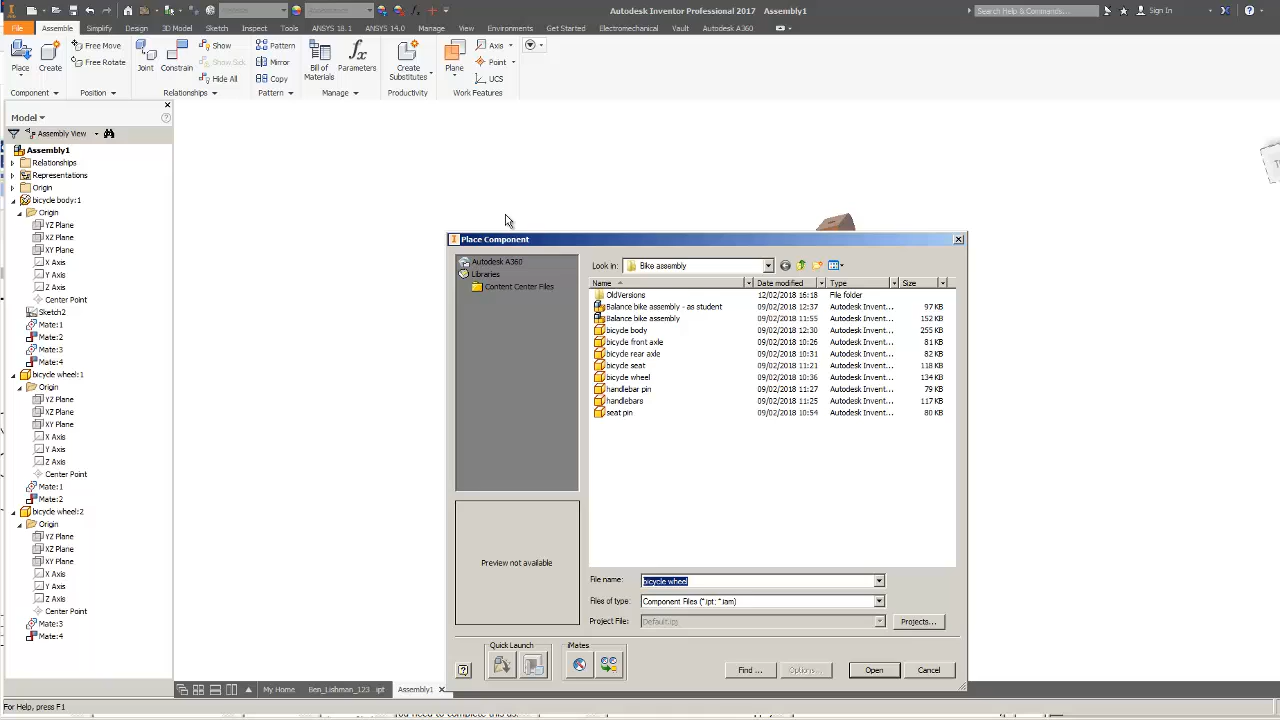 Autodesk Inventor Professional 2017 Assembly1
Search Help & Commands...
Sign In
File Assemble Simplify Design 3D Model Sketch Inspect Tools ANSYS 18.1 ANSYS 14.0 Manage View Environments Get Started Electromechanical Vault Autodesk A360
Place
Create
Free Move
Free Rotate
Joint
Constrain
Show
Show Sick
Hide All
Pattern
Mirror
Copy
Bill of
Materials
Parameters
Create
Substitutes
Plane
Axis
Point
UCS
Component Position Relationships Pattern Manage Productivity Work Features
Model
Assembly View
Assembly1
Relationships
Representations
Origin
bicycle body:1
Origin
YZ Plane
XZ Plane
XY Plane
X Axis
Y Axis
Z Axis
Center Point
Sketch2
Mate:1
Mate:2
Mate:3
Mate:4
bicycle wheel:1
Origin
YZ Plane
XZ Plane
XY Plane
X Axis
Y Axis
Z Axis
Center Point
Mate:1
Mate:2
bicycle wheel:2
Origin
YZ Plane
XZ Plane
XY Plane
X Axis
Y Axis
Z Axis
Center Point
Mate:3
Mate:4
Place Component
Autodesk A360
Libraries
Content Center Files
Preview not available
Look in: Bike assembly
Name Date modified Type Size
OldVersions 12/02/2018 16:18 File folder
Balance bike assembly - as student 09/02/2018 12:37 Autodesk Invent... 97 KB
Balance bike assembly 09/02/2018 11:55 Autodesk Invent... 152 KB
bicycle body 09/02/2018 12:30 Autodesk Invent... 255 KB
bicycle front axle 09/02/2018 10:26 Autodesk Invent... 81 KB
bicycle rear axle 09/02/2018 10:31 Autodesk Invent... 82 KB
bicycle seat 09/02/2018 11:21 Autodesk Invent... 118 KB
bicycle wheel 09/02/2018 10:36 Autodesk Invent... 134 KB
handlebar pin 09/02/2018 11:27 Autodesk Invent... 79 KB
handlebars 09/02/2018 11:25 Autodesk Invent... 117 KB
seat pin 09/02/2018 10:54 Autodesk Invent... 80 KB
File name: bicycle wheel
Files of type: Component Files (*.ipt; *.iam)
Project File: Default.ipj
Projects...
Quick Launch
iMates
Find ...
Options...
Open
Cancel
My Home Ben_Lishman_123 ipt Assembly1
For Help, press F1